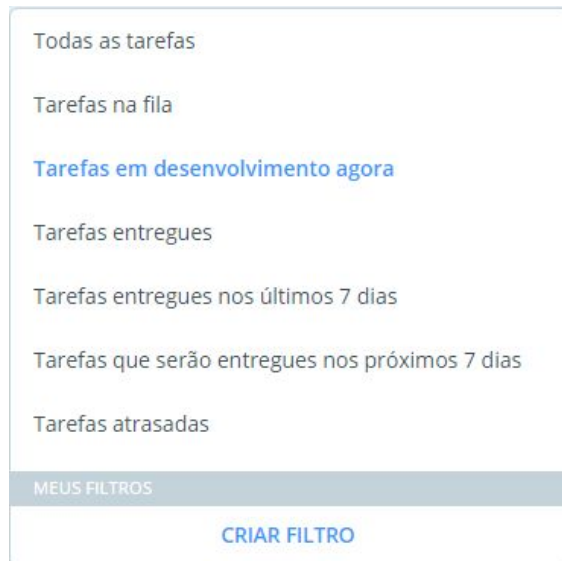 Todas as tarefas
Tarefas na fila
Tarefas em desenvolvimento agora
Tarefas entregues
Tarefas entregues nos últimos 7 dias
Tarefas que serão entregues nos próximos 7 dias
Tarefas atrasadas
MEUS FILTROS
CRIAR FILTRO